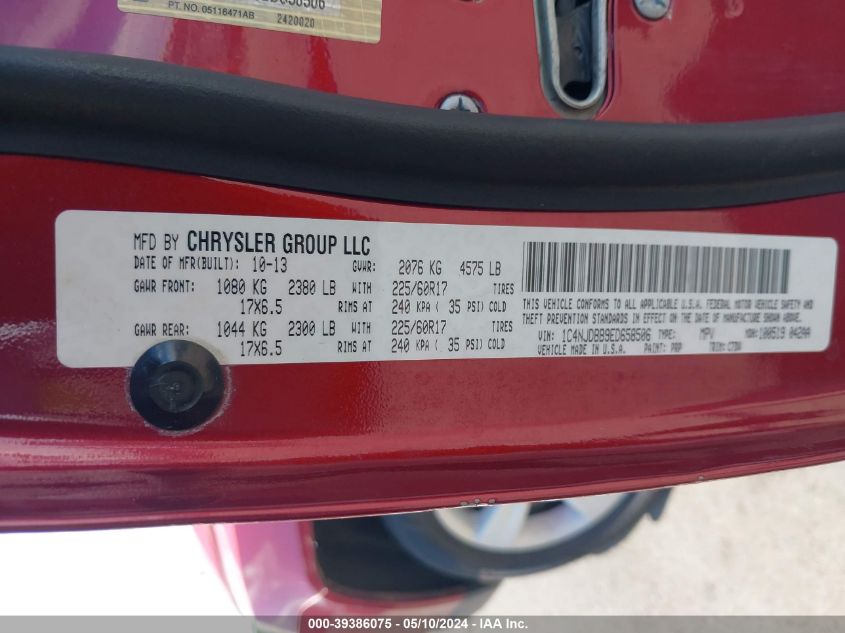 PT. NO. 05116471AB 2420020
MFD BY CHRYSLER GROUP LLC
DATE OF MFR(BUILT): 10-13 GVWR: 2076 KG 4575 LB
GAWR FRONT: 1080 KG 2380 LB WITH 225/60R17 TIRES
17X6.5 RIMS AT 240 KPA ( 35 PSI) COLD
GAWR REAR: 1044 KG 2300 LB WITH 225/60R17 TIRES
17X6.5 RIMS AT 240 KPA ( 35 PSI) COLD
THIS VEHICLE CONFORMS TO ALL APPLICABLE U.S.A. FEDERAL MOTOR VEHICLE SAFETY AND
THEFT PREVENTION STANDARDS IN EFFECT ON THE DATE OF MANUFACTURE SHOWN ABOVE.
VIN: 1C4NJDBB9ED658506 TYPE: MPV MDH: 100519 042AA
VEHICLE MADE IN U.S.A. PAINT: PRP TRIM:
000-39386075 - 05/10/2024 - IAA Inc.